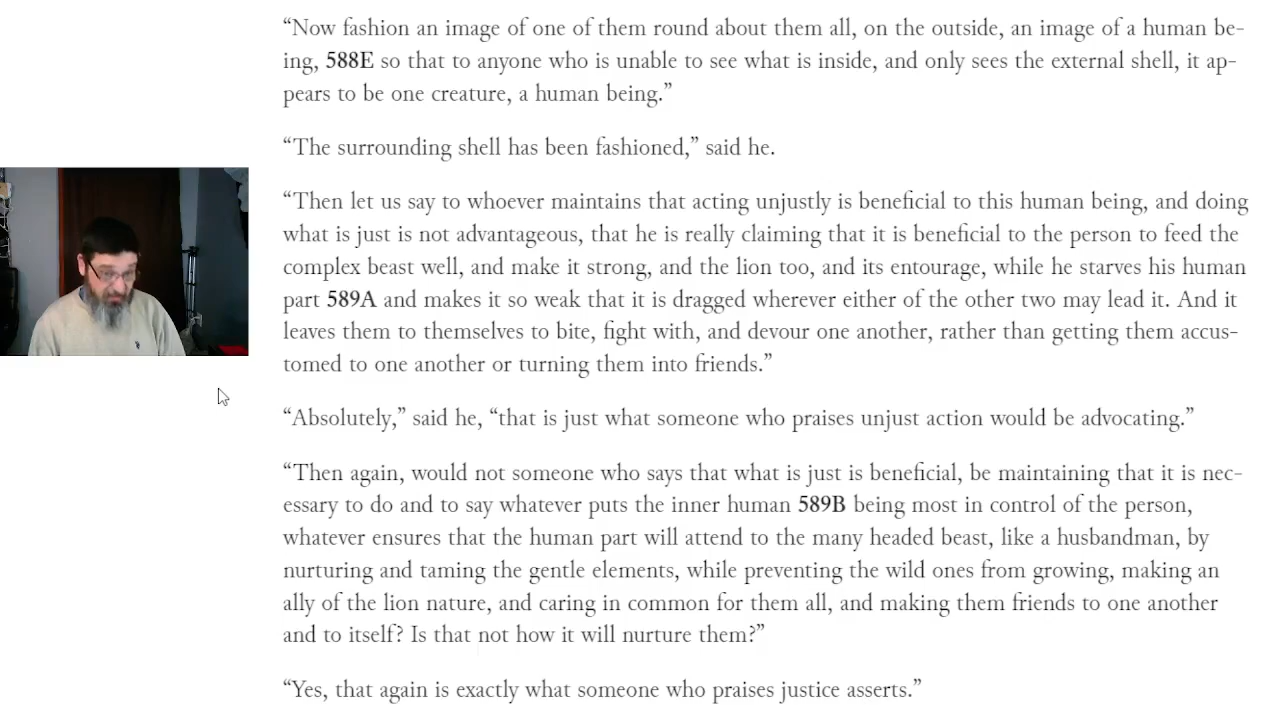 “Now fashion an image of one of them round about them all, on the outside, an image of a human be-
ing, 588E so that to anyone who is unable to see what is inside, and only sees the external shell, it ap-
pears to be one creature, a human being.”
“The surrounding shell has been fashioned,” said he.
“Then let us say to whoever maintains that acting unjustly is beneficial to this human being, and doing
what is just is not advantageous, that he is really claiming that it is beneficial to the person to feed the
complex beast well, and make it strong, and the lion too, and its entourage, while he starves his human
part 589A and makes it so weak that it is dragged wherever either of the other two may lead it. And it
leaves them to themselves to bite, fight with, and devour one another, rather than getting them accus-
tomed to one another or turning them into friends.”
“Absolutely,” said he, “that is just what someone who praises unjust action would be advocating.”
“Then again, would not someone who says that what is just is beneficial, be maintaining that it is nec-
essary to do and to say whatever puts the inner human 589B being most in control of the person,
whatever ensures that the human part will attend to the many headed beast, like a husbandman, by
nurturing and taming the gentle elements, while preventing the wild ones from growing, making an
ally of the lion nature, and caring in common for them all, and making them friends to one another
and to itself? Is that not how it will nurture them?”
“Yes, that again is exactly what someone who praises justice asserts.”